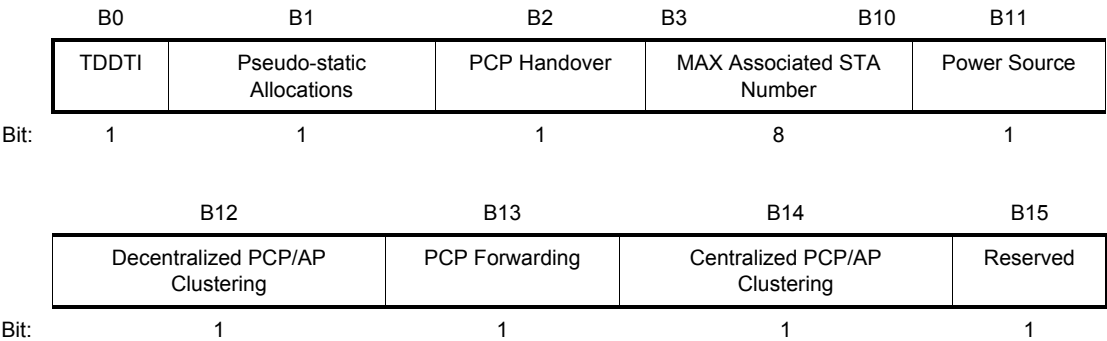 B0 B1 B2 B3 B10 B11
TDDTI Pseudo-static PCP Handover MAX Associated STA Power Source
Allocations Number
Bit: 1 1 1 8 1
B12 B13 B14 B15
Decentralized PCP/AP PCP Forwarding Centralized PCP/AP Reserved
Clustering Clustering
Bit: 1 1 1 1